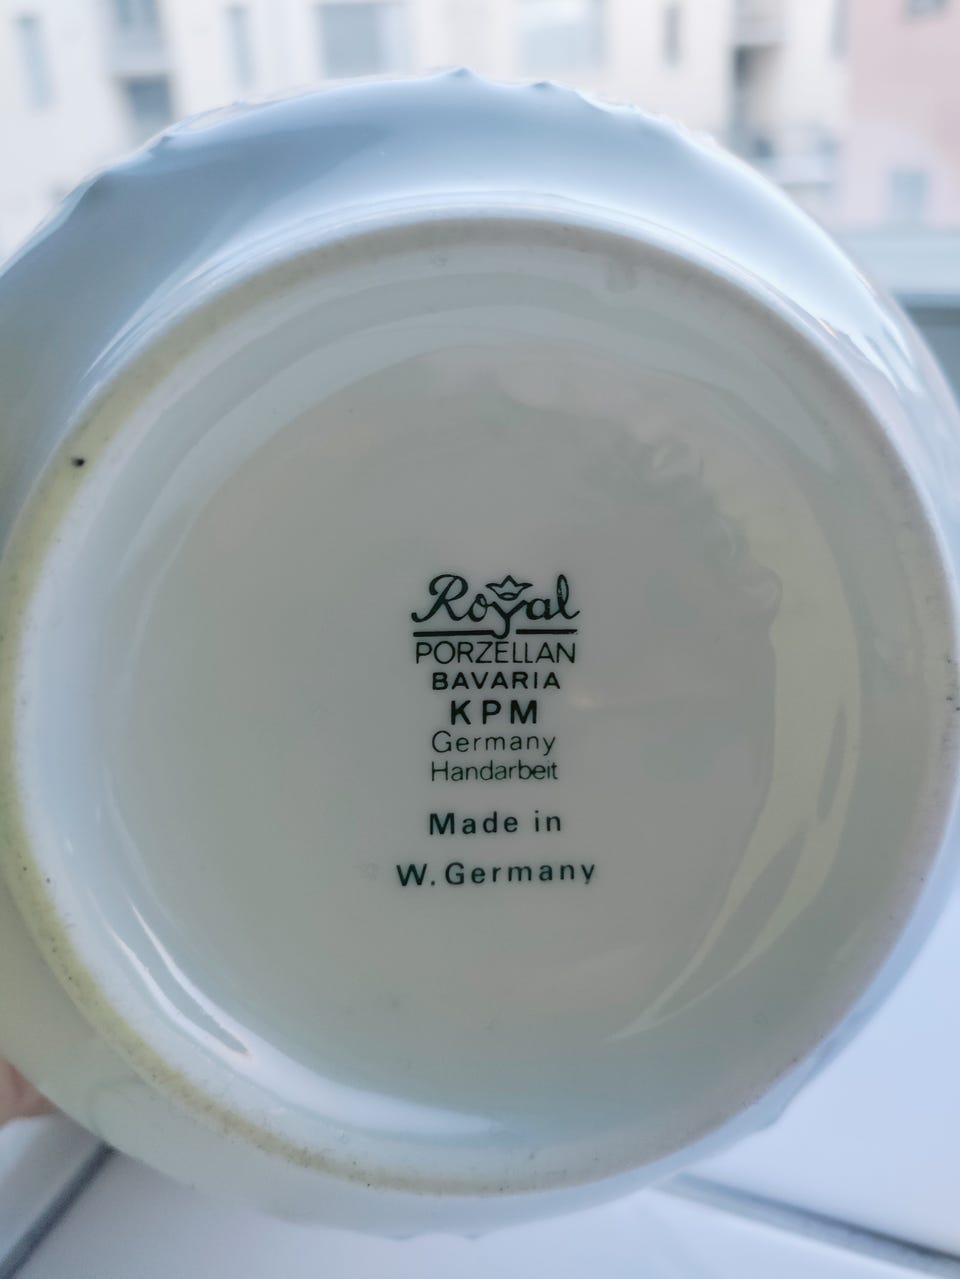 Royal
PORZELLAN
BAVARIA
KPM
Germany
Handarbeit
Made in
W. Germany